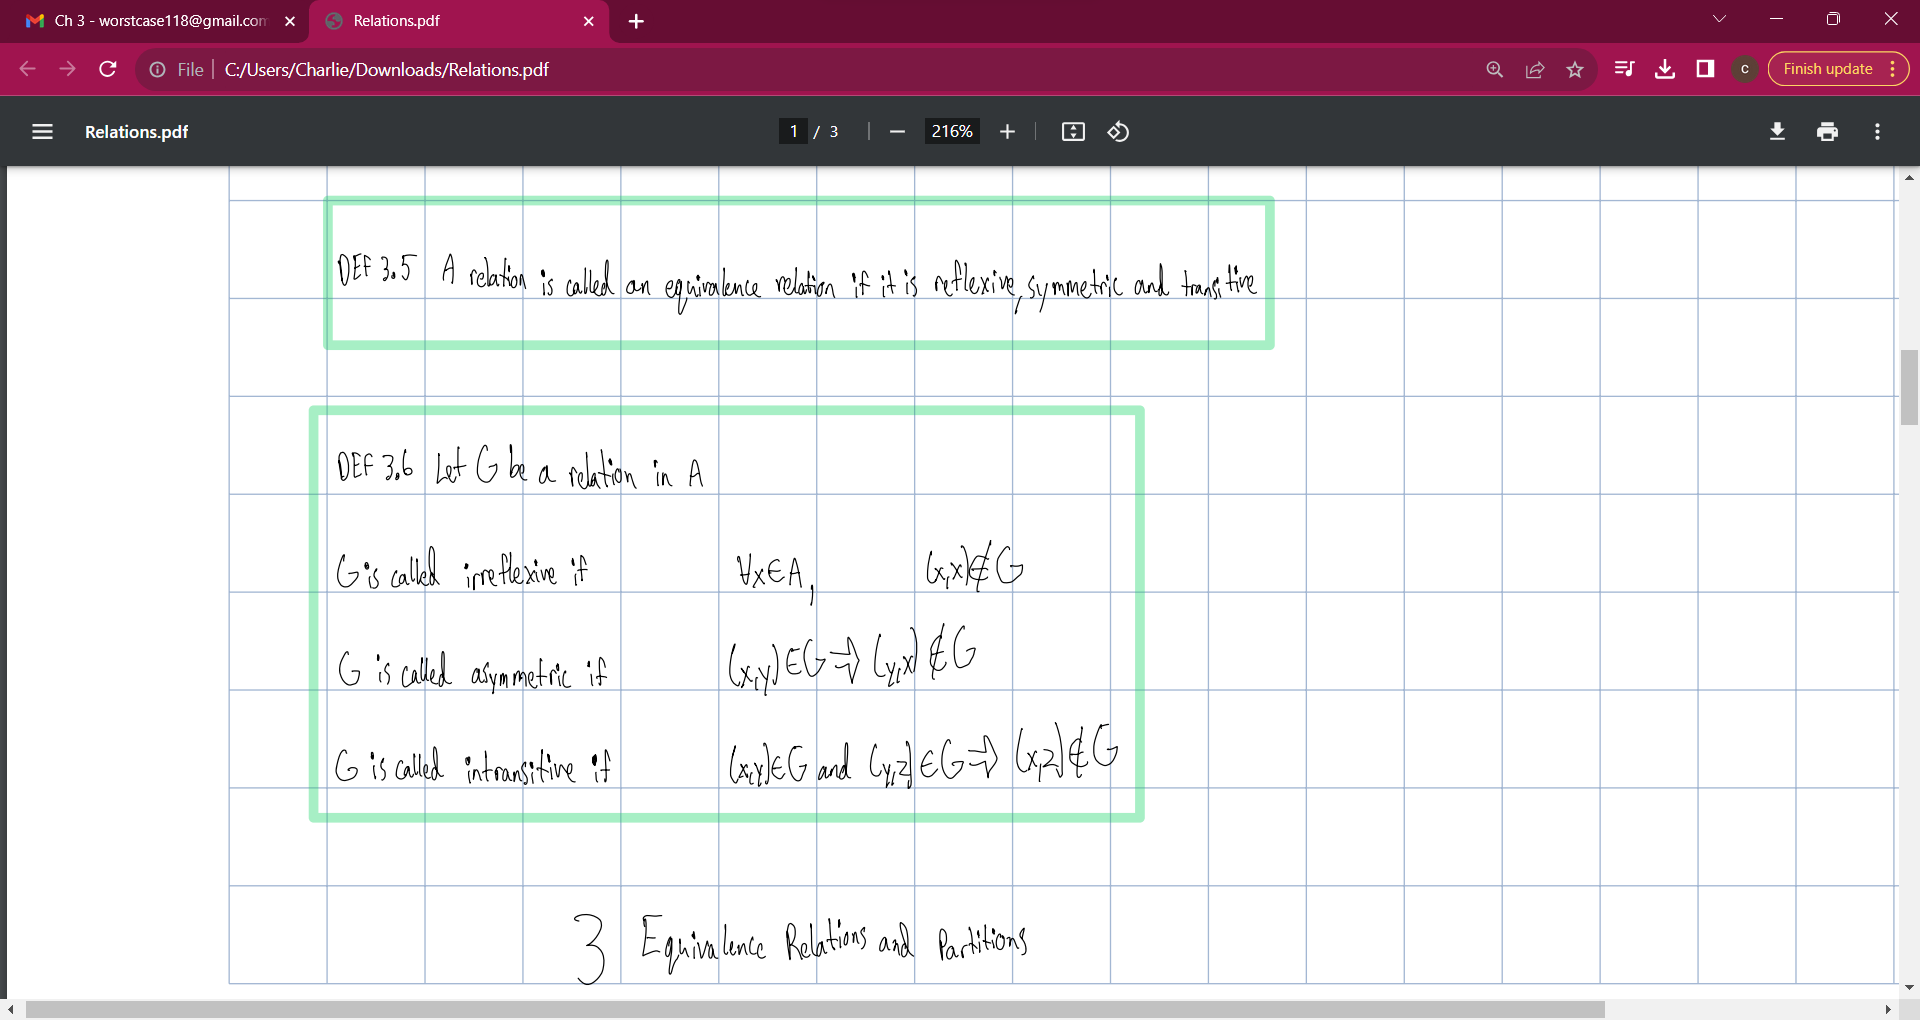 Ch 3 - worstcase118@gmail.com
Relations.pdf
File
C:/Users/Charlie/Downloads/Relations.pdf
C
Finish update
Relations.pdf
1 / 3
216%
DEF 3.5 A relation is called an equivalence relation if it is reflexive, symmetric and transitive
DEF 3.6 Let G be a relation in A
G is called irreflexive if ∀x∈A, (x,x)∉G
G is called asymmetric if (x,y)∈G⇒(y,x)∉G
G is called intransitive if (x,y)∈G and (y,z)∈G⇒(x,z)∉G
3 Equivalence Relations and Partitions